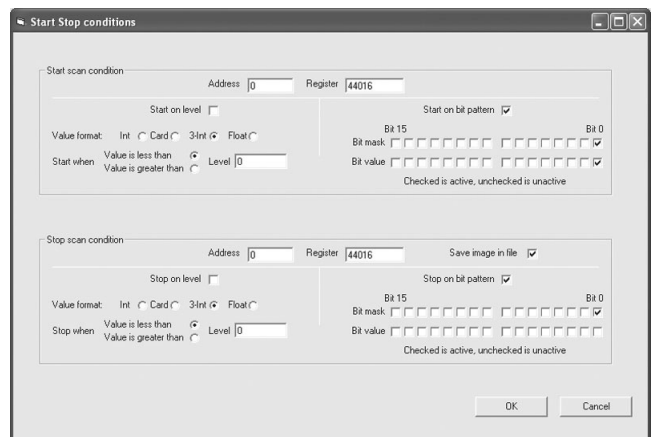 Start Stop conditions
Start scan condition
Address 0 Register 44016
Start on level Start on bit pattern
Bit 15 Bit 0
Value format: Int Card 3-Int Float Bit mask
Start when Value is less than Level 0 Bit value
Value is greater than
Checked is active, unchecked is unactive
Stop scan condition
Address 0 Register 44016 Save image in file
Stop on level Stop on bit pattern
Bit 15 Bit 0
Value format: Int Card 3-Int Float Bit mask
Stop when Value is less than Level 0 Bit value
Value is greater than
Checked is active, unchecked is unactive
OK Cancel